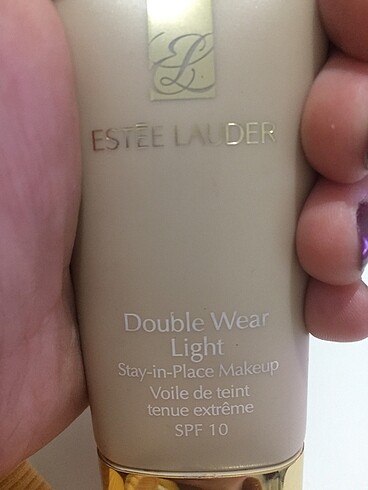 EL
ESTĒE LAUDER
Double Wear
Light
Stay-in-Place Makeup
Voile de teint
tenue extrême
SPF 10